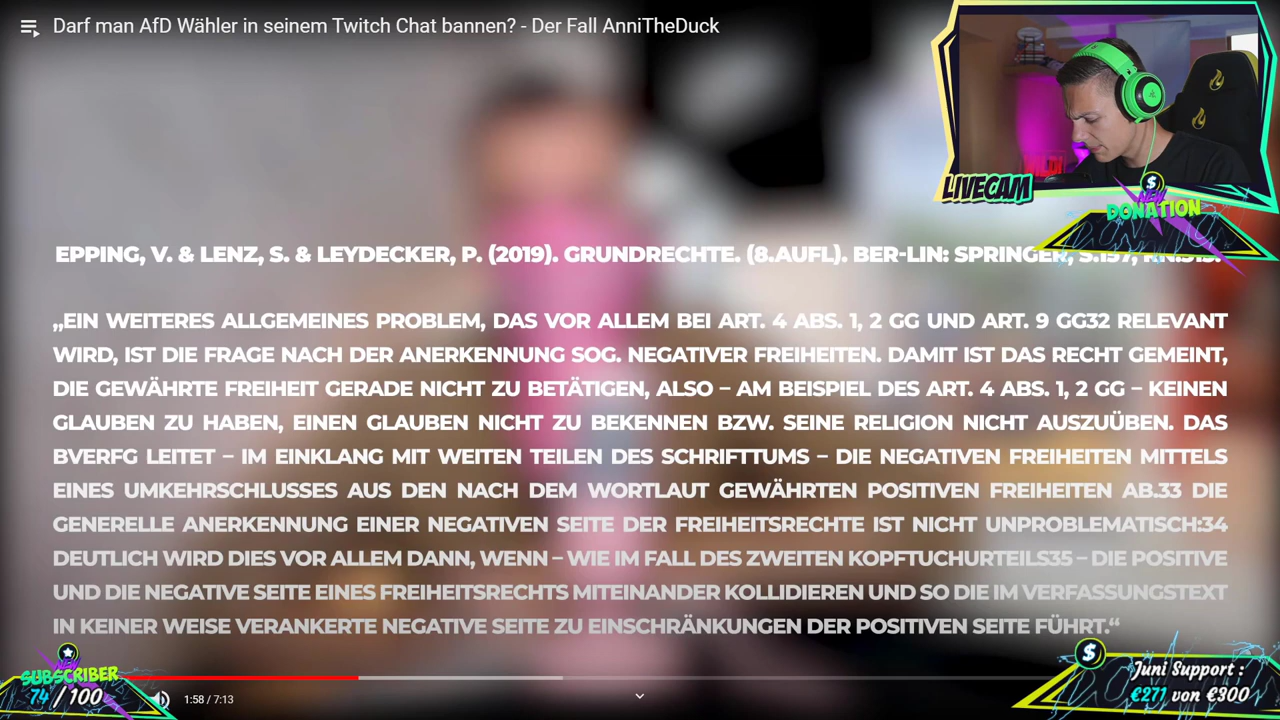 Darf man AfD Wähler in seinem Twitch Chat bannen? - Der Fall AnniTheDuck
LIVECAM
$
NEW
DONATION
EPPING, V. & LENZ, S. & LEYDECKER, P. (2019). GRUNDRECHTE. (8.AUFL). BER-LIN: SPRINGER,
„EIN WEITERES ALLGEMEINES PROBLEM, DAS VOR ALLEM BEI ART. 4 ABS. 1, 2 GG UND ART. 9 GG32 RELEVANT
WIRD, IST DIE FRAGE NACH DER ANERKENNUNG SOG. NEGATIVER FREIHEITEN. DAMIT IST DAS RECHT GEMEINT,
DIE GEWÄHRTE FREIHEIT GERADE NICHT ZU BETÄTIGEN, ALSO – AM BEISPIEL DES ART. 4 ABS. 1, 2 GG – KEINEN
GLAUBEN ZU HABEN, EINEN GLAUBEN NICHT ZU BEKENNEN BZW. SEINE RELIGION NICHT AUSZUÜBEN. DAS
BVERFG LEITET – IM EINKLANG MIT WEITEN TEILEN DES SCHRIFTTUMS – DIE NEGATIVEN FREIHEITEN MITTELS
EINES UMKEHRSCHLUSSES AUS DEN NACH DEM WORTLAUT GEWÄHRTEN POSITIVEN FREIHEITEN AB.33 DIE
GENERELLE ANERKENNUNG EINER NEGATIVEN SEITE DER FREIHEITSRECHTE IST NICHT UNPROBLEMATISCH:34
DEUTLICH WIRD DIES VOR ALLEM DANN, WENN – WIE IM FALL DES ZWEITEN KOPFTUCHURTEILS35 – DIE POSITIVE
UND DIE NEGATIVE SEITE EINES FREIHEITSRECHTS MITEINANDER KOLLIDIEREN UND SO DIE IM VERFASSUNGSTEXT
IN KEINER WEISE VERANKERTE NEGATIVE SEITE ZU EINSCHRÄNKUNGEN DER POSITIVEN SEITE FÜHRT.“
NEW
SUBSCRIBER
74 / 100
1:58 / 7:13
$
Juni Support :
€271 von €300